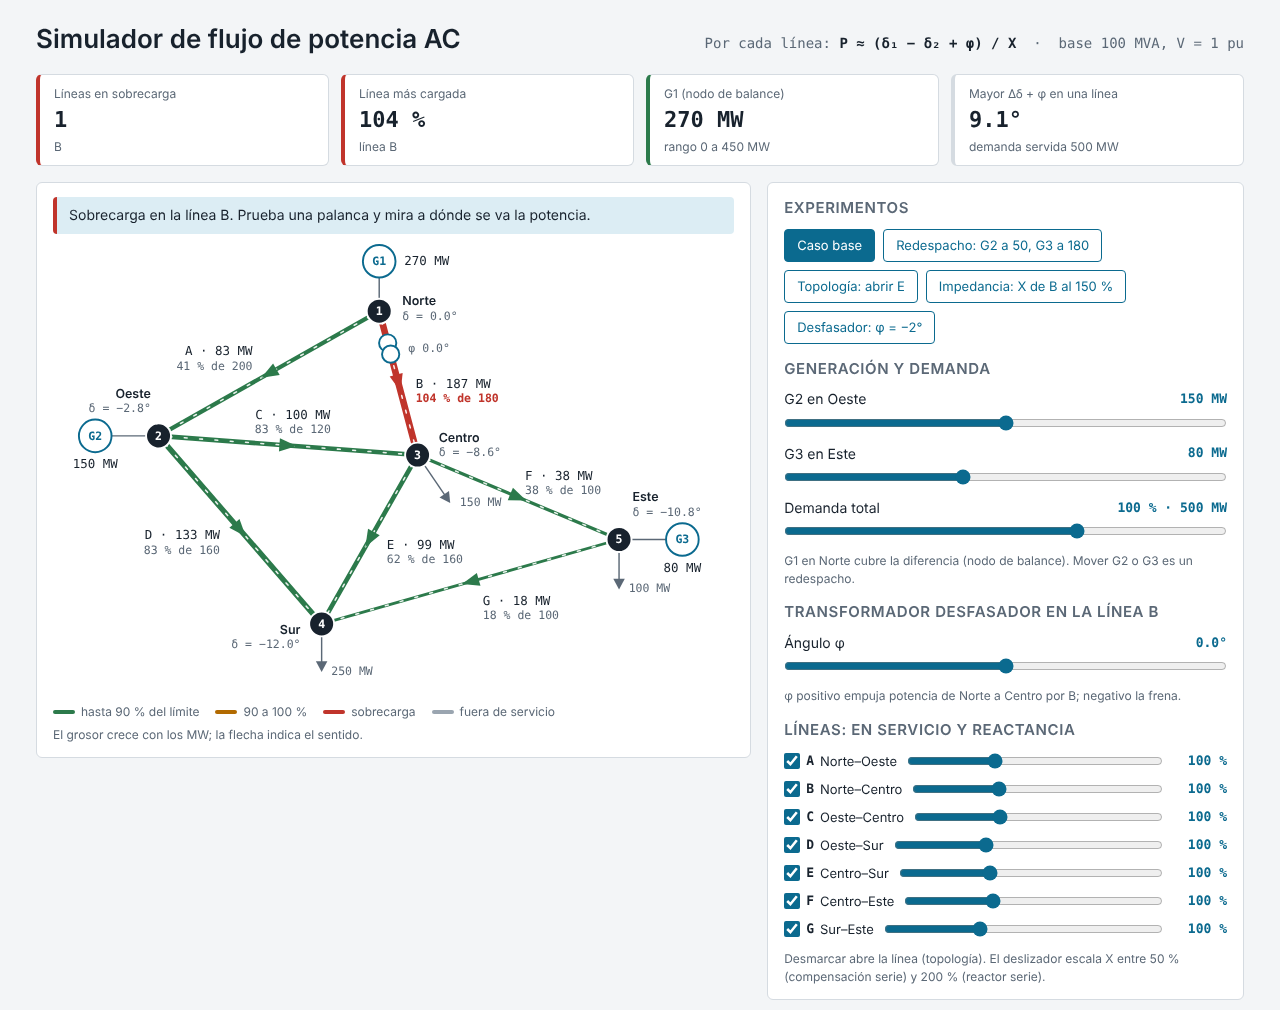 Simulador de flujo de potencia AC
Por cada línea: P ≈ (δ₁ − δ₂ + φ) / X · base 100 MVA, V = 1 pu
Líneas en sobrecarga
1
B
Línea más cargada
104 %
línea B
G1 (nodo de balance)
270 MW
rango 0 a 450 MW
Mayor Δδ + φ en una línea
9.1°
demanda servida 500 MW
Sobrecarga en la línea B. Prueba una palanca y mira a dónde se va la potencia.
G1
270 MW
1
Norte
δ = 0.0°
φ 0.0°
A · 83 MW
41 % de 200
B · 187 MW
104 % de 180
Oeste
δ = −2.8°
G2
2
150 MW
C · 100 MW
83 % de 120
Centro
δ = −8.6°
3
150 MW
F · 38 MW
38 % de 100
Este
δ = −10.8°
5
G3
80 MW
100 MW
D · 133 MW
83 % de 160
E · 99 MW
62 % de 160
G · 18 MW
18 % de 100
Sur
δ = −12.0°
4
250 MW
hasta 90 % del límite
90 a 100 %
sobrecarga
fuera de servicio
El grosor crece con los MW; la flecha indica el sentido.
EXPERIMENTOS
Caso base
Redespacho: G2 a 50, G3 a 180
Topología: abrir E
Impedancia: X de B al 150 %
Desfasador: φ = −2°
GENERACIÓN Y DEMANDA
G2 en Oeste 150 MW
G3 en Este 80 MW
Demanda total 100 % · 500 MW
G1 en Norte cubre la diferencia (nodo de balance). Mover G2 o G3 es un
redespacho.
TRANSFORMADOR DESFASADOR EN LA LÍNEA B
Ángulo φ 0.0°
φ positivo empuja potencia de Norte a Centro por B; negativo la frena.
LÍNEAS: EN SERVICIO Y REACTANCIA
A Norte–Oeste 100 %
B Norte–Centro 100 %
C Oeste–Centro 100 %
D Oeste–Sur 100 %
E Centro–Sur 100 %
F Centro–Este 100 %
G Sur–Este 100 %
Desmarcar abre la línea (topología). El deslizador escala X entre 50 %
(compensación serie) y 200 % (reactor serie).